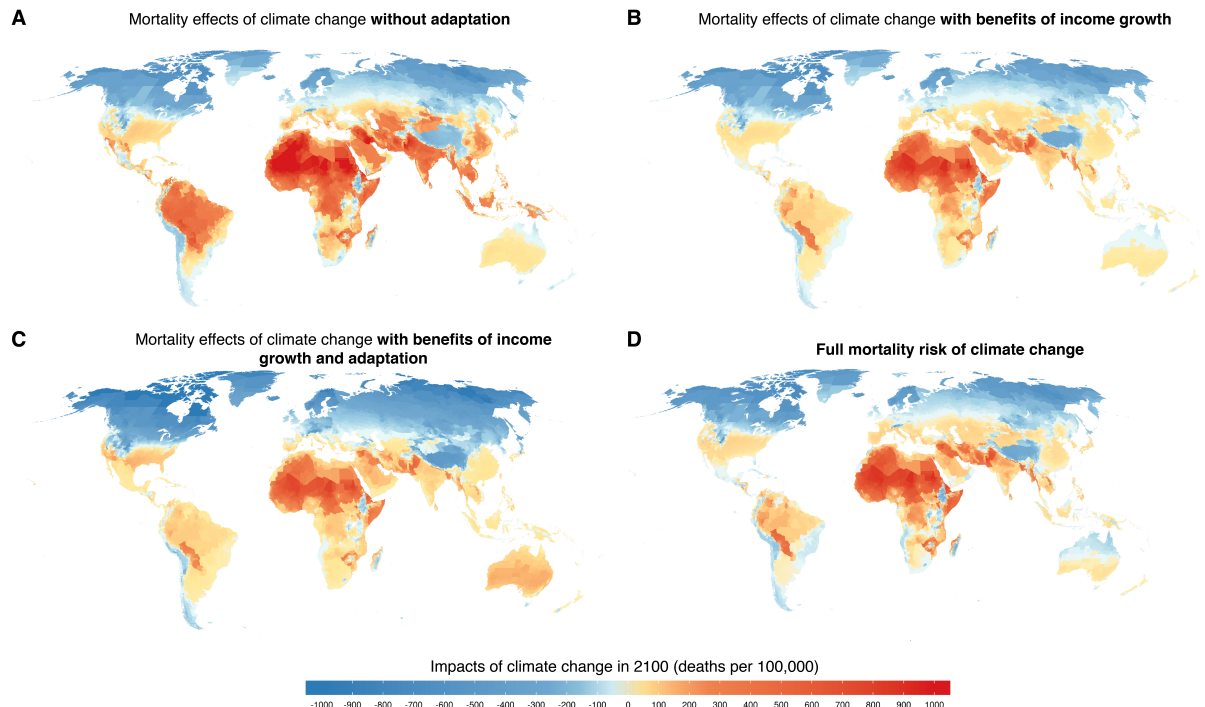 A
Mortality effects of climate change without adaptation
B
Mortality effects of climate change with benefits of income growth
C
Mortality effects of climate change with benefits of income
growth and adaptation
D
Full mortality risk of climate change
Impacts of climate change in 2100 (deaths per 100,000)
-1000 -900 -800 -700 -600 -500 -400 -300 -200 -100 0 100 200 300 400 500 600 700 800 900 1000